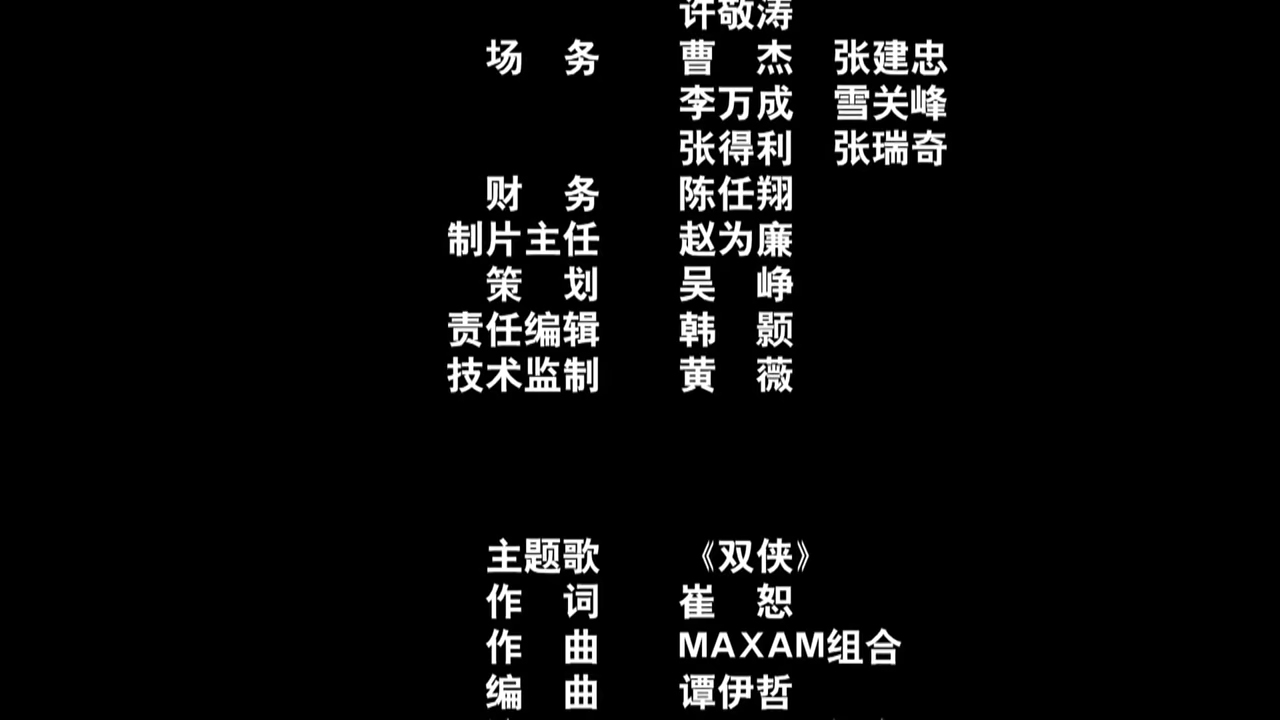 许敬涛
场 务 曹 杰 张建忠
李万成 雪关峰
张得利 张瑞奇
财 务 陈任翔
制片主任 赵为廉
策 划 吴 峥
责任编辑 韩 颢
技术监制 黄 薇
主题歌 《双侠》
作 词 崔 恕
作 曲 MAXAM组合
编 曲 谭伊哲